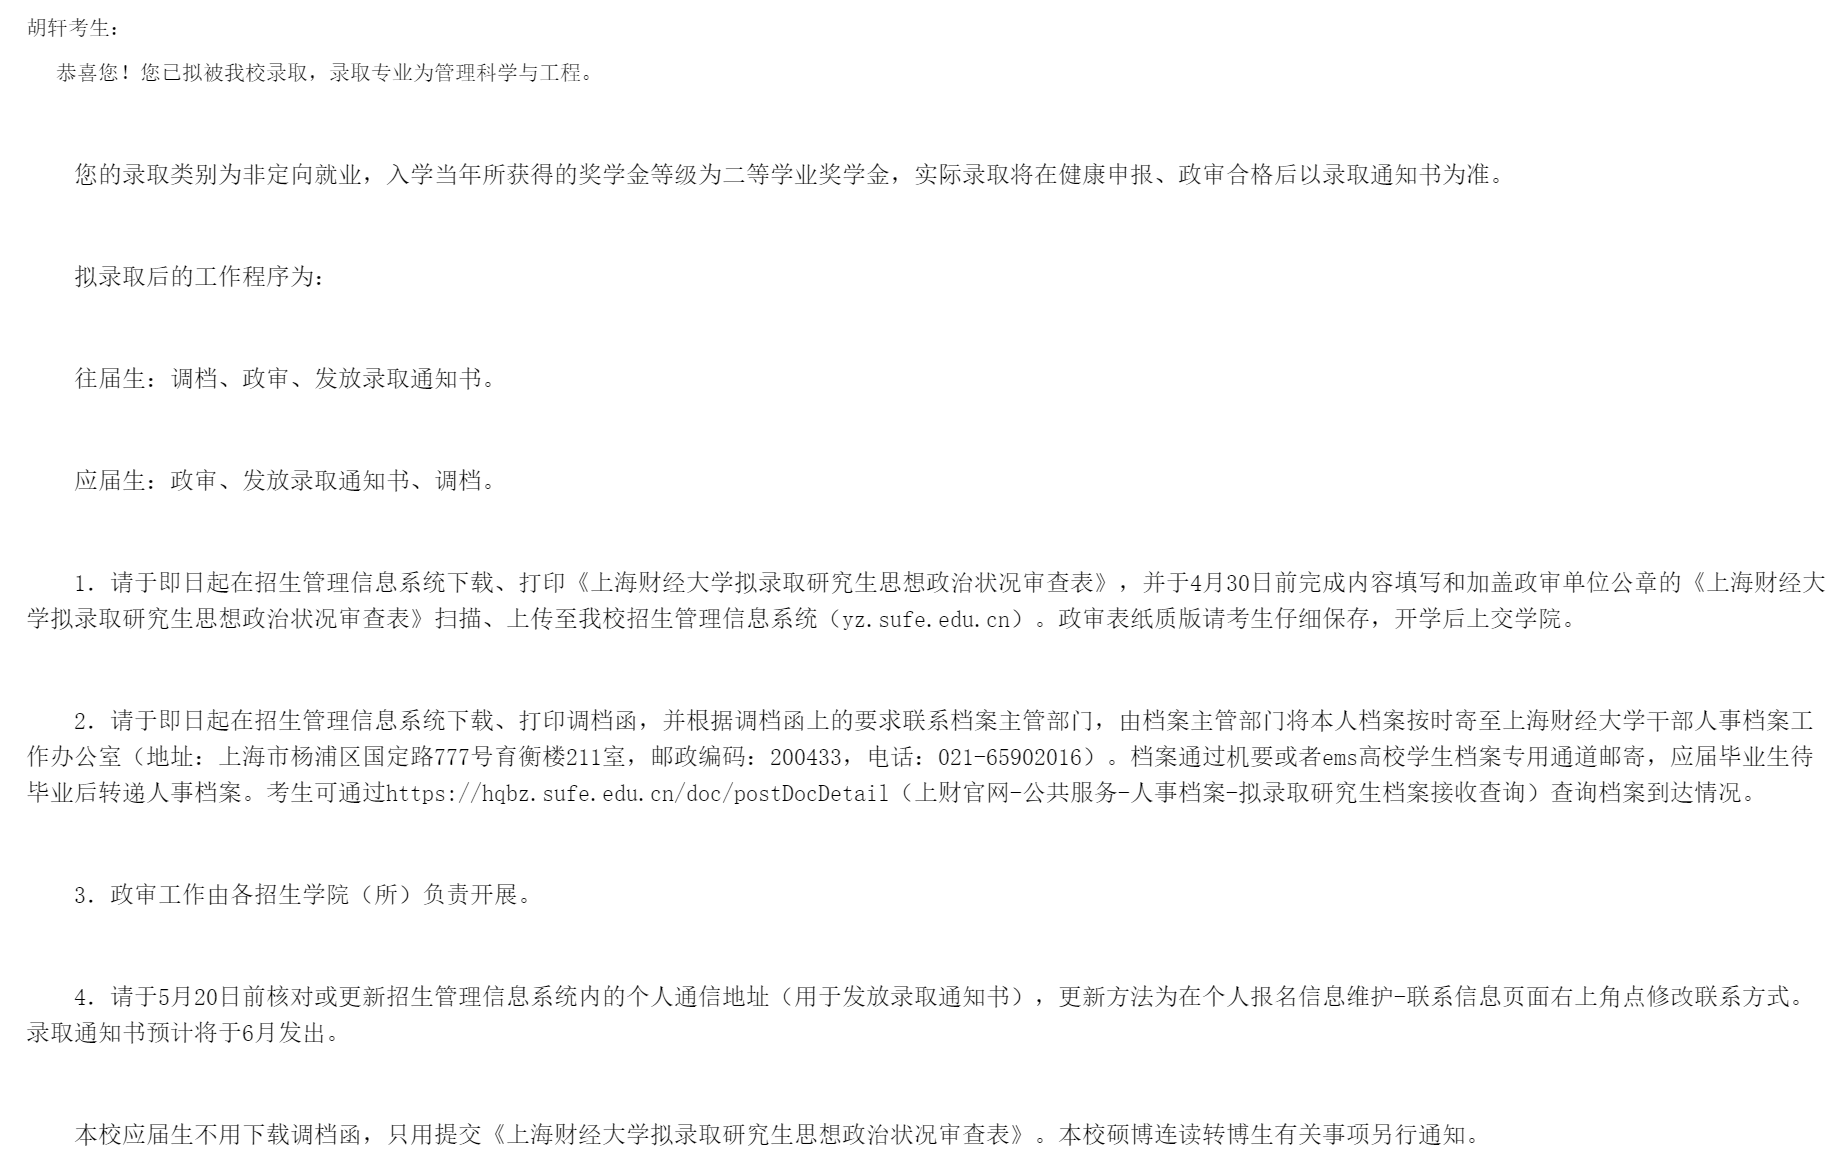 胡轩考生：
恭喜您！您已拟被我校录取，录取专业为管理科学与工程。
您的录取类别为非定向就业，入学当年所获得的奖学金等级为二等学业奖学金，实际录取将在健康申报、政审合格后以录取通知书为准。
拟录取后的工作程序为：
往届生：调档、政审、发放录取通知书。
应届生：政审、发放录取通知书、调档。
1．请于即日起在招生管理信息系统下载、打印《上海财经大学拟录取研究生思想政治状况审查表》，并于4月30日前完成内容填写和加盖政审单位公章的《上海财经大
学拟录取研究生思想政治状况审查表》扫描、上传至我校招生管理信息系统（yz.sufe.edu.cn）。政审表纸质版请考生仔细保存，开学后上交学院。
2．请于即日起在招生管理信息系统下载、打印调档函，并根据调档函上的要求联系档案主管部门，由档案主管部门将本人档案按时寄至上海财经大学干部人事档案工
作办公室（地址：上海市杨浦区国定路777号育衡楼211室，邮政编码：200433，电话：021-65902016）。档案通过机要或者ems高校学生档案专用通道邮寄，应届毕业生待
毕业后转递人事档案。考生可通过https://hqbz.sufe.edu.cn/doc/postDocDetail（上财官网-公共服务-人事档案-拟录取研究生档案接收查询）查询档案到达情况。
3．政审工作由各招生学院（所）负责开展。
4．请于5月20日前核对或更新招生管理信息系统内的个人通信地址（用于发放录取通知书），更新方法为在个人报名信息维护-联系信息页面右上角点修改联系方式。
录取通知书预计将于6月发出。
本校应届生不用下载调档函，只用提交《上海财经大学拟录取研究生思想政治状况审查表》。本校硕博连读转博生有关事项另行通知。